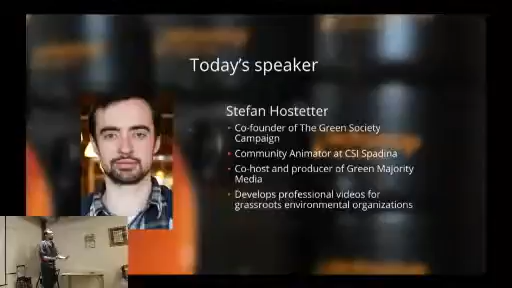 Today's speaker
Stefan Hostetter
Co-founder of The Green Society
Campaign
Community Animator at CSI Spadina
Co-host and producer of Green Majority
Media
Develops professional videos for
grassroots environmental organizations